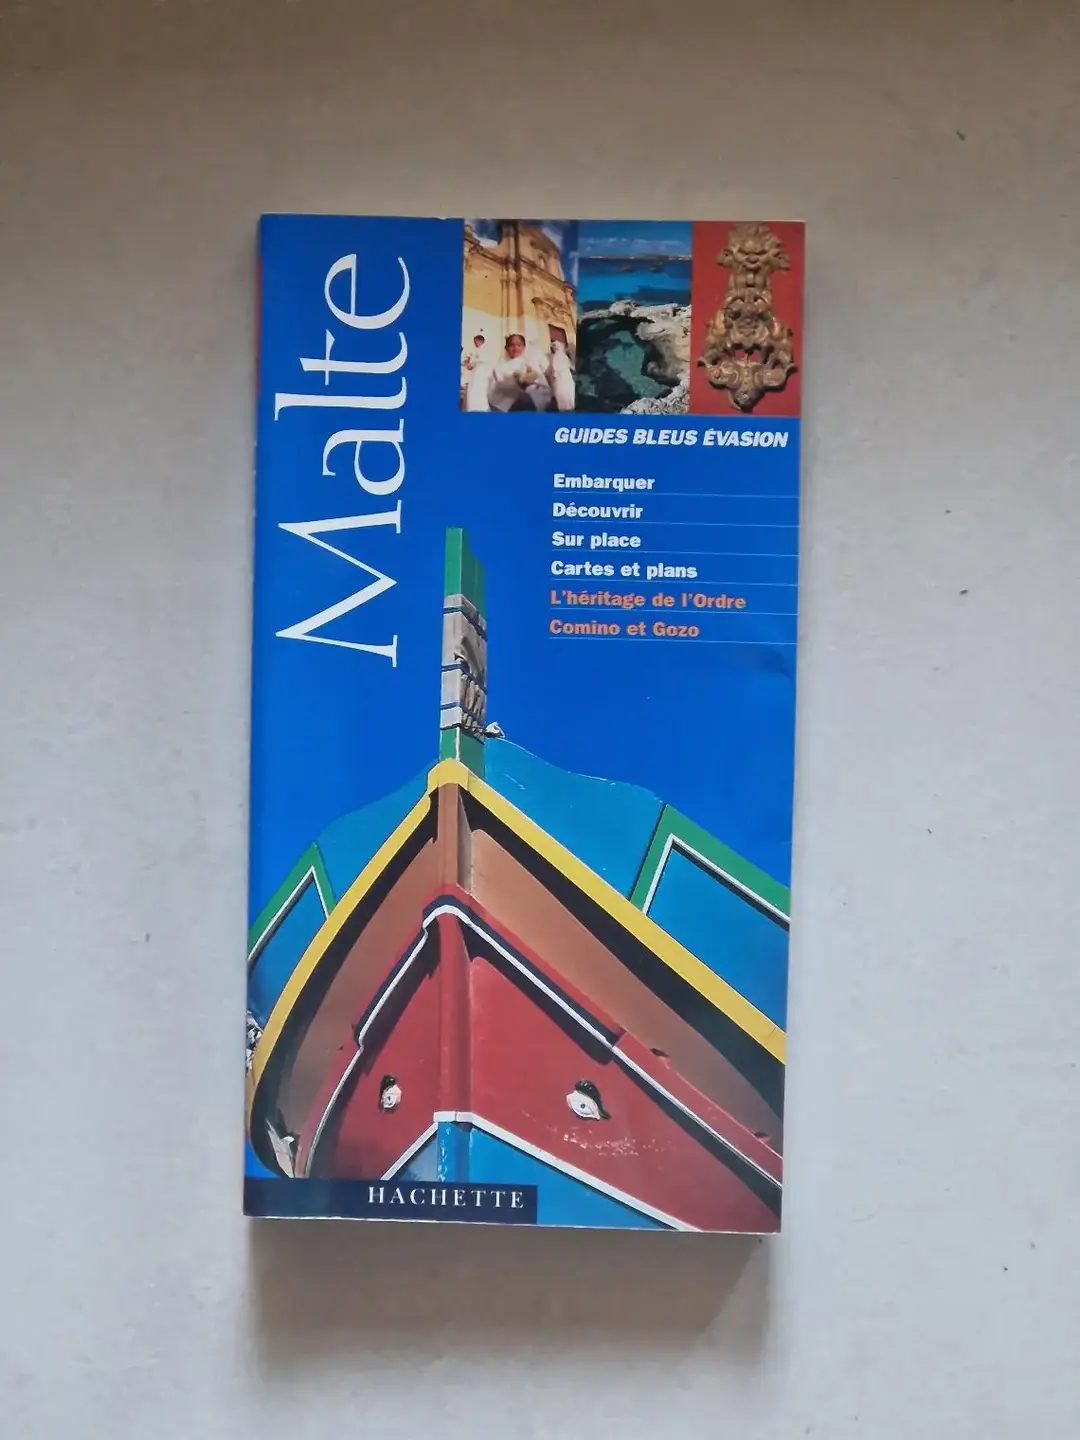 Malte
GUIDES BLEUS ÉVASION
Embarquer
Découvrir
Sur place
Cartes et plans
L'héritage de l'Ordre
Comino et Gozo
HACHETTE